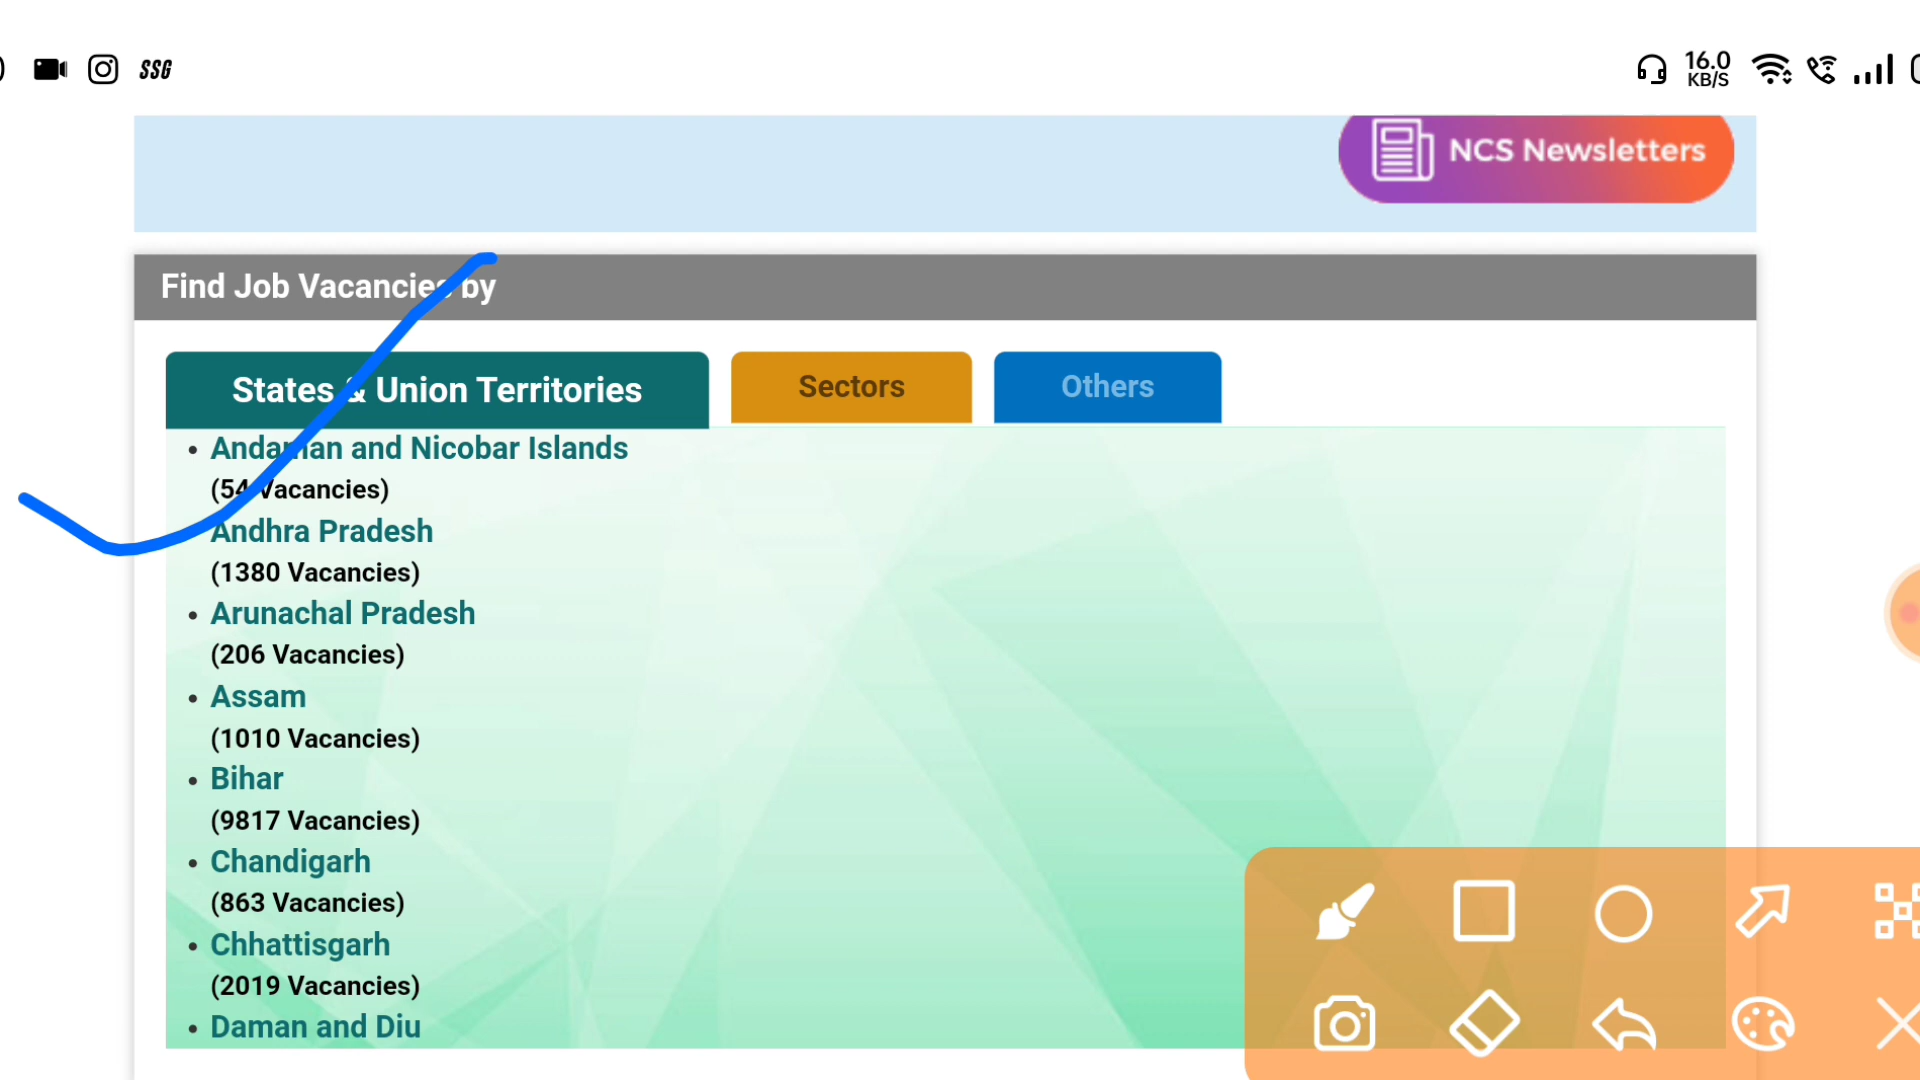 SSG
16.0
KB/S
NCS Newsletters
Find Job Vacancies by
States & Union Territories
Sectors
Others
Andaman and Nicobar Islands
(54 Vacancies)
Andhra Pradesh
(1380 Vacancies)
Arunachal Pradesh
(206 Vacancies)
Assam
(1010 Vacancies)
Bihar
(9817 Vacancies)
Chandigarh
(863 Vacancies)
Chhattisgarh
(2019 Vacancies)
Daman and Diu